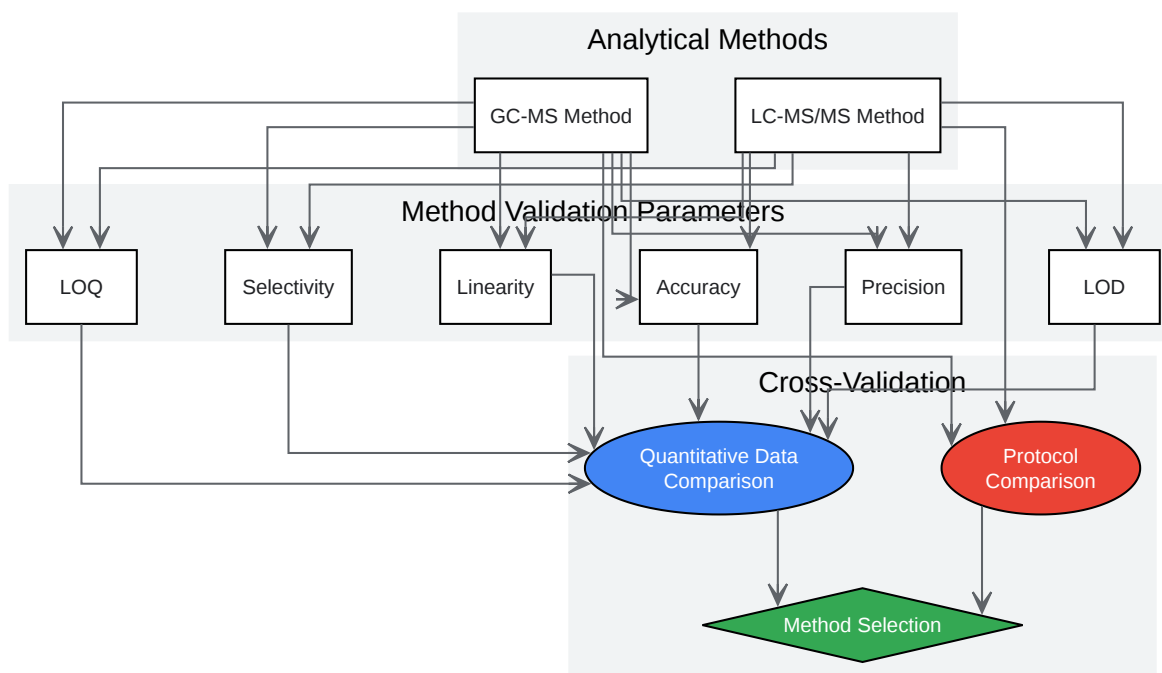 Analytical Methods
GC-MS Method
LC-MS/MS Method
Method Validation Parameters
LOQ
Selectivity
Linearity
Accuracy
Precision
LOD
Cross-Validation
Quantitative Data
Comparison
Protocol
Comparison
Method Selection